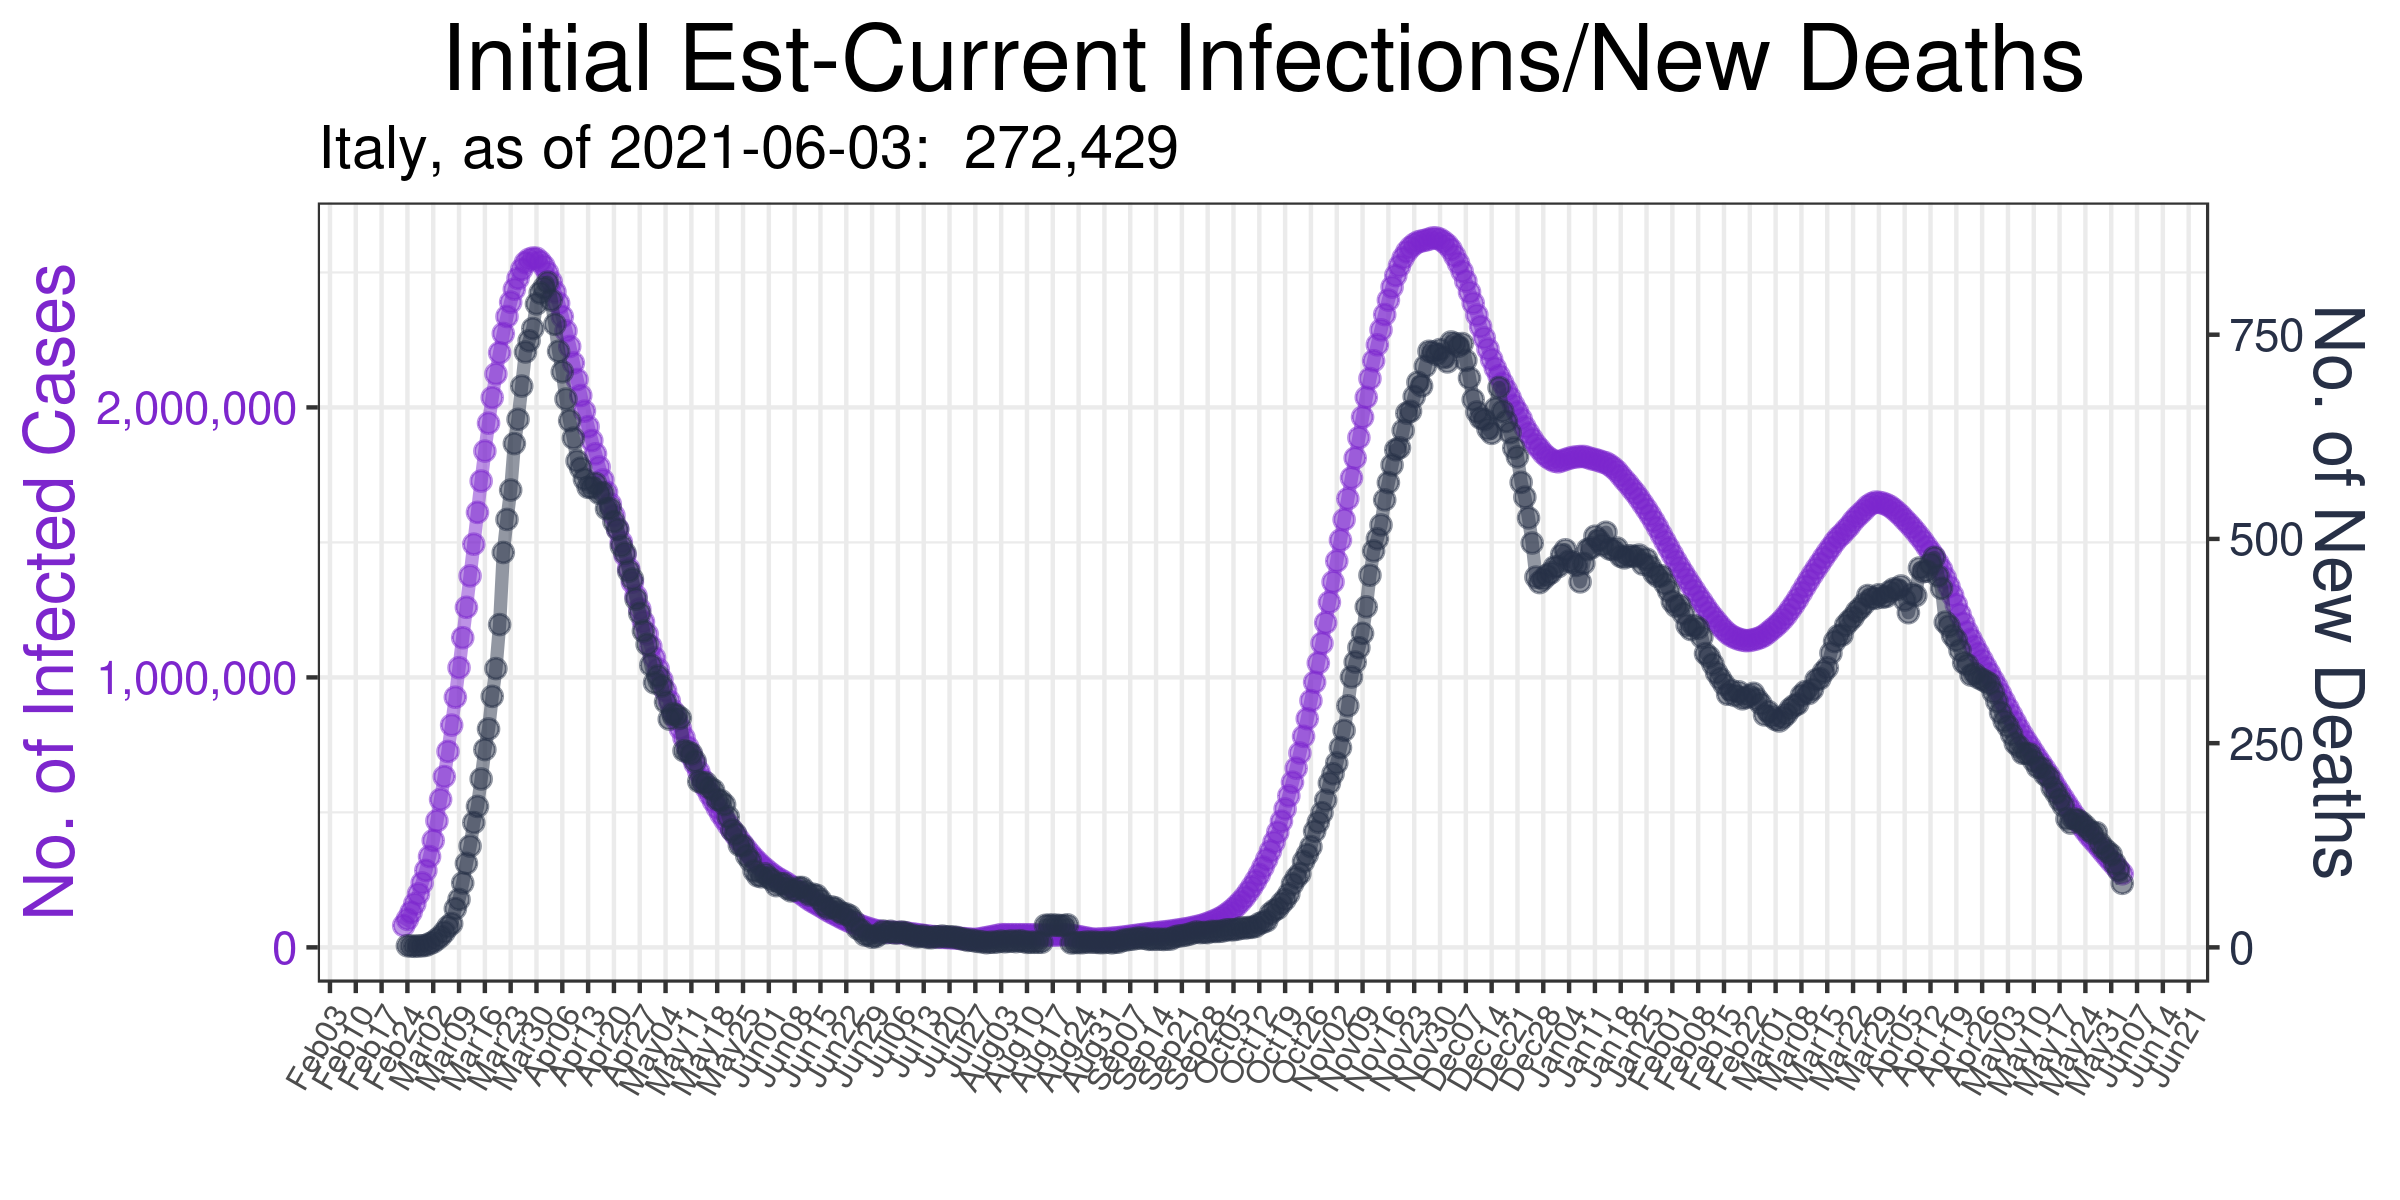 Initial Est-Current Infections/New Deaths
Italy, as of 2021-06-03:  272,429
No. of Infected Cases
2,000,000
1,000,000
0
No. of New Deaths
750
500
250
0
Feb03
Feb10
Feb17
Feb24
Mar02
Mar09
Mar16
Mar23
Mar30
Apr06
Apr13
Apr20
Apr27
May04
May11
May18
May25
Jun01
Jun08
Jun15
Jun22
Jun29
Jul06
Jul13
Jul20
Jul27
Aug03
Aug10
Aug17
Aug24
Aug31
Sep07
Sep14
Sep21
Sep28
Oct05
Oct12
Oct19
Oct26
Nov02
Nov09
Nov16
Nov23
Nov30
Dec07
Dec14
Dec21
Dec28
Jan04
Jan11
Jan18
Jan25
Feb01
Feb08
Feb15
Feb22
Mar01
Mar08
Mar15
Mar22
Mar29
Apr05
Apr12
Apr19
Apr26
May03
May10
May17
May24
May31
Jun07
Jun14
Jun21